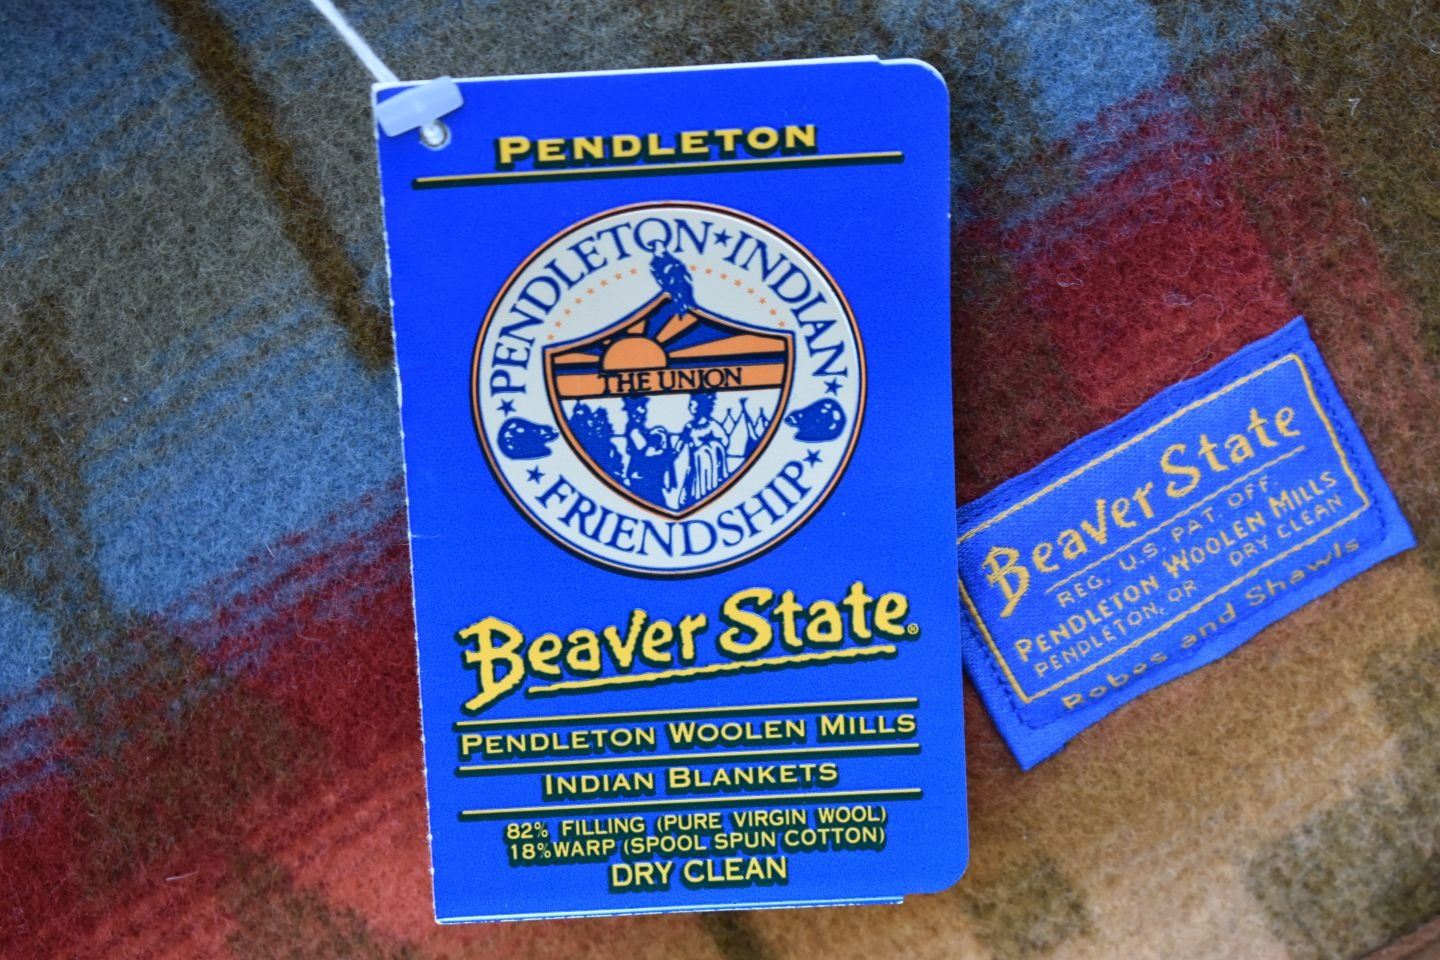 PENDLETON
PENDLETON★INDIAN★
★FRIENDSHIP★
THE UNION
Beaver State®
PENDLETON WOOLEN MILLS
INDIAN BLANKETS
82% FILLING (PURE VIRGIN WOOL)
18% WARP (SPOOL SPUN COTTON)
DRY CLEAN
Beaver State
REG. U.S. PAT. OFF.
PENDLETON WOOLEN MILLS
PENDLETON, OR DRY CLEAN
Robes and Shawls